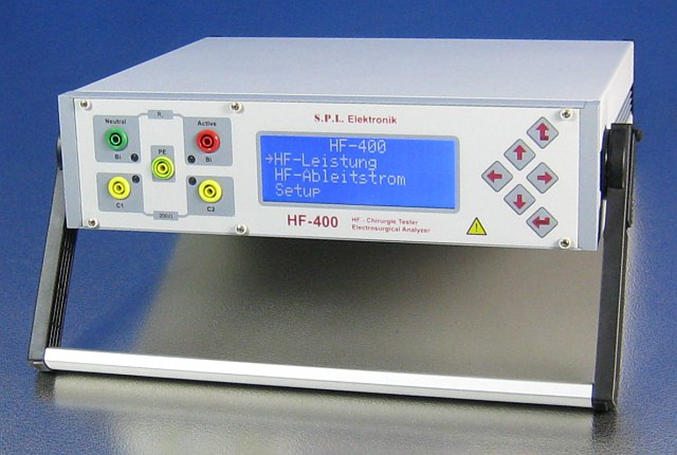 S.P.L. Elektronik
Neutral
Active
Bi
PE
Bi
C1
200Ω
C2
HF-400
→HF-Leistung
HF-Ableitstrom
Setup
HF-400
HF - Chirurgie Tester
Electrosurgical Analyzer